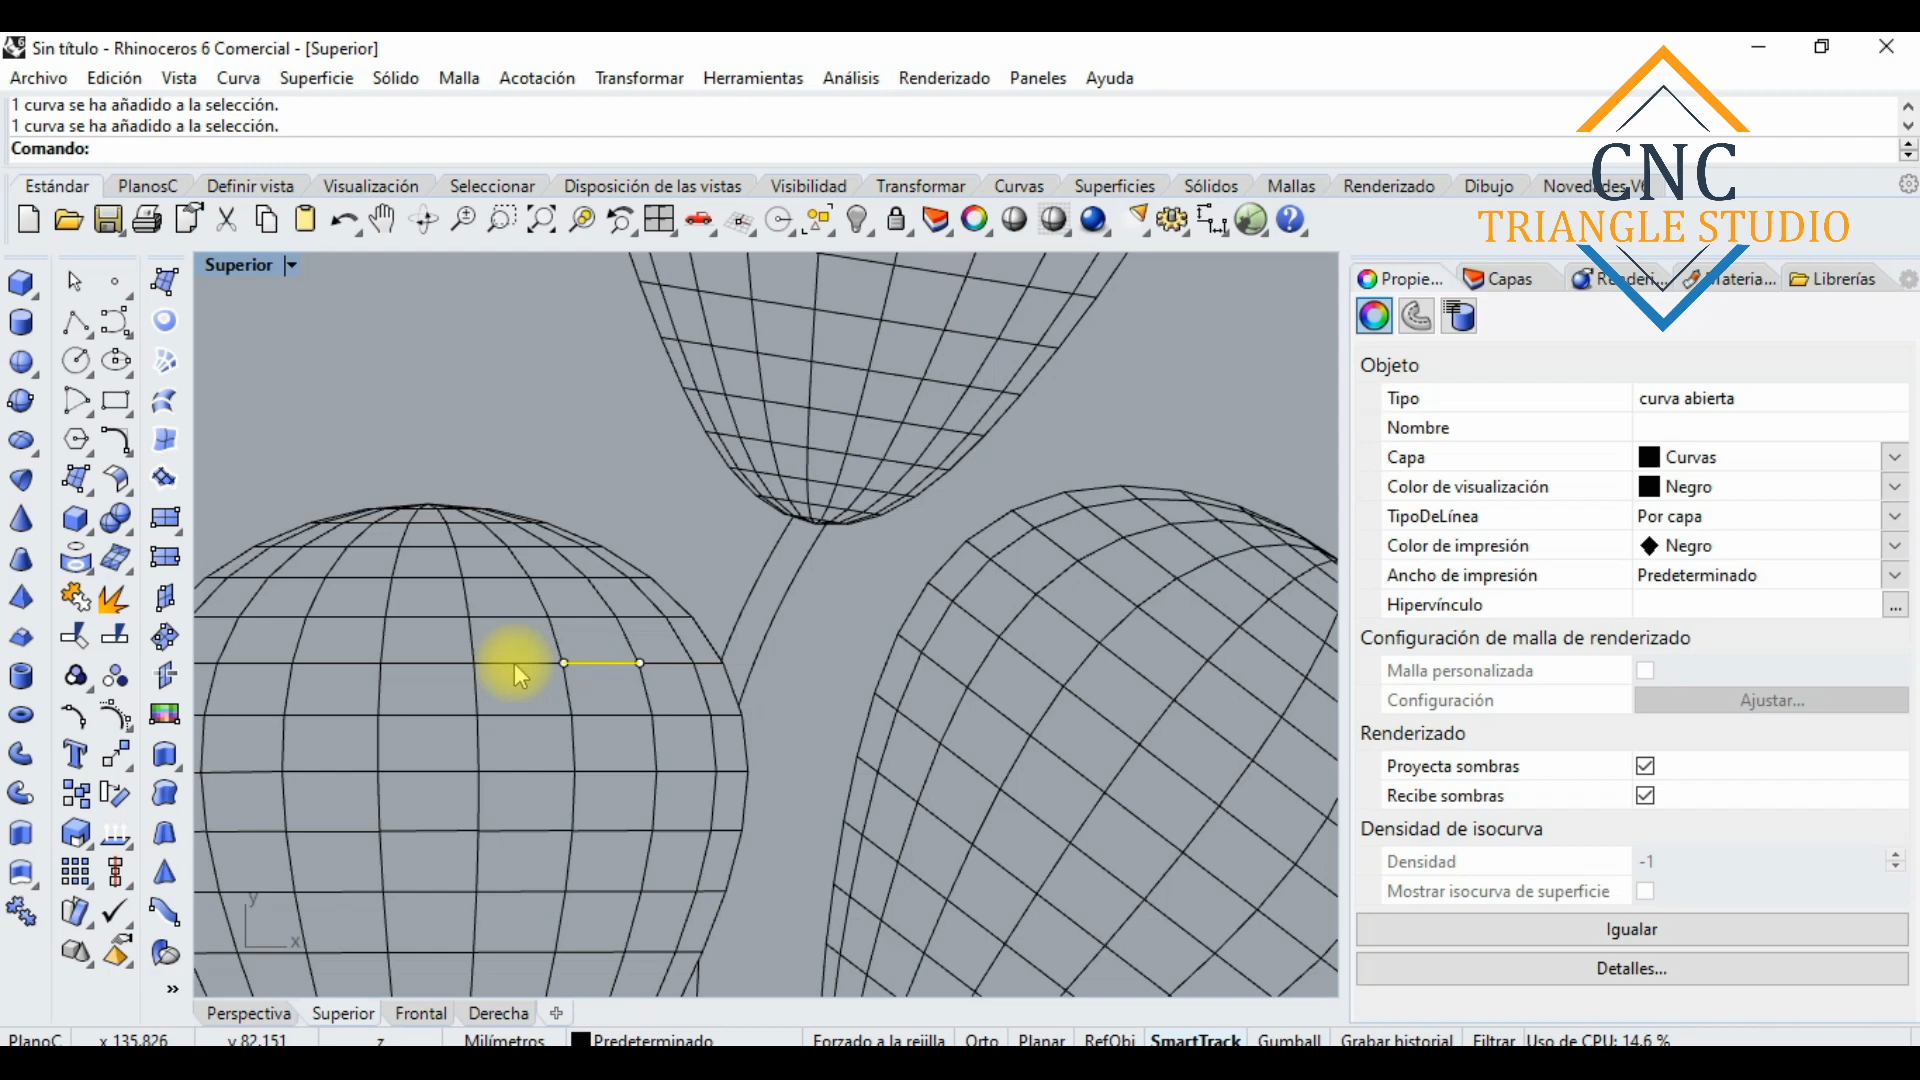 Sin título - Rhinoceros 6 Comercial - [Superior]
Archivo Edición Vista Curva Superficie Sólido Malla Acotación Transformar Herramientas Análisis Renderizado Paneles Ayuda
1 curva se ha añadido a la selección.
1 curva se ha añadido a la selección.
Comando:
CNC
TRIANGLE STUDIO
Estándar PlanosC Definir vista Visualización Seleccionar Disposición de las vistas Visibilidad Transformar Curvas Superficies Sólidos Mallas Renderizado Dibujo Novedades V6
Superior
Propie... Capas Renderi... Materia... Librerías
Objeto
Tipo curva abierta
Nombre
Capa Curvas
Color de visualización Negro
TipoDeLínea Por capa
Color de impresión Negro
Ancho de impresión Predeterminado
Hipervínculo ...
Configuración de malla de renderizado
Malla personalizada
Configuración Ajustar...
Renderizado
Proyecta sombras
Recibe sombras
Densidad de isocurva
Densidad -1
Mostrar isocurva de superficie
Igualar
Detalles...
y
x
Perspectiva Superior Frontal Derecha
PlanoC x 135.826 y 82.151 z Milímetros Predeterminado Forzado a la rejilla Orto Planar RefObj SmartTrack Gumball Grabar historial Filtrar Uso de CPU: 14.6 %